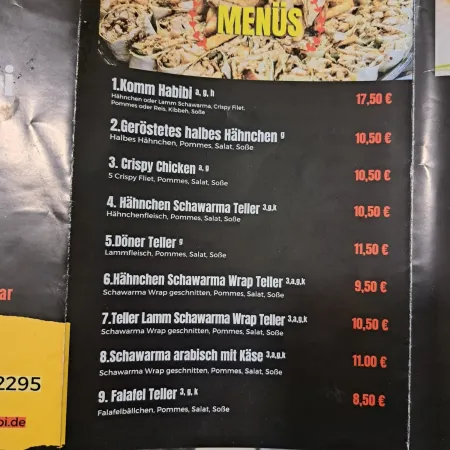 MENÜS
1.Komm Habibi a, g, h
Hähnchen oder Lamm Schawarma, Crispy Filet,
Pommes oder Reis, Kibbeh, Soße
17,50 €
2.Geröstetes halbes Hähnchen g
Halbes Hähnchen, Pommes, Salat, Soße
10,50 €
3. Crispy Chicken a, g
5 Crispy Fliet, Pommes, Salat, Soße
10,50 €
4. Hähnchen Schawarma Teller 3,g,k
Hähnchenfleisch, Pommes, Salat, Soße
10,50 €
5.Döner Teller g
Lammfleisch, Pommes, Salat, Soße
11,50 €
6.Hähnchen Schawarma Wrap Teller 3,a,g,k
Schawarma Wrap geschnitten, Pommes, Salat, Soße
9,50 €
7.Teller Lamm Schawarma Wrap Teller 3,a,g,k
Schawarma Wrap geschnitten, Pommes, Salat, Soße
10,50 €
8.Schawarma arabisch mit Käse 3,a,g,k
Schawarma Wrap geschnitten, Pommes, Salat, Soße
11.00 €
9. Falafel Teller 3, g, k
Falafelbällchen, Pommes, Salat, Soße
8,50 €
i
ar
2295
bi.de